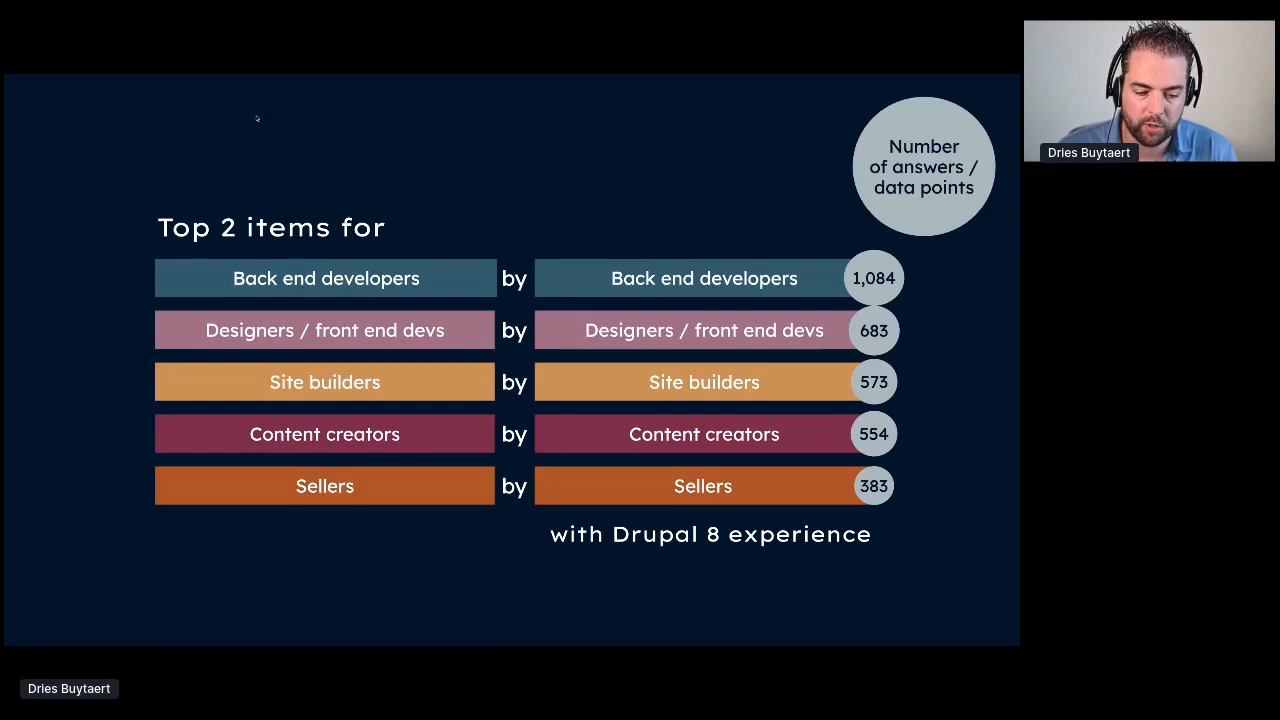 Number
of answers /
data points
Dries Buytaert
Top 2 items for
Back end developers by Back end developers 1,084
Designers / front end devs by Designers / front end devs 683
Site builders by Site builders 573
Content creators by Content creators 554
Sellers by Sellers 383
with Drupal 8 experience
Dries Buytaert